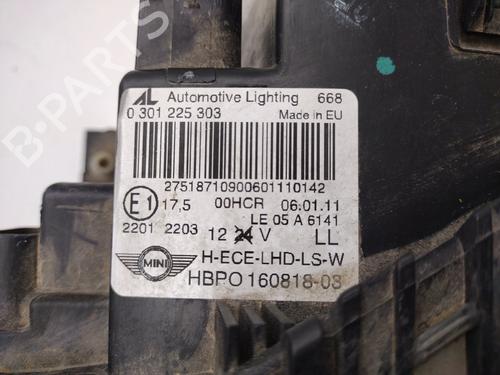 AL Automotive Lighting 668
0 301 225 303 Made in EU
27518710900601110142
E1 17,5 00HCR 06.01.11
LE 05 A 6141
2201 2203 12 24 V LL
MINI H-ECE-LHD-LS-W
HBPO 160818-03
B-PARTS